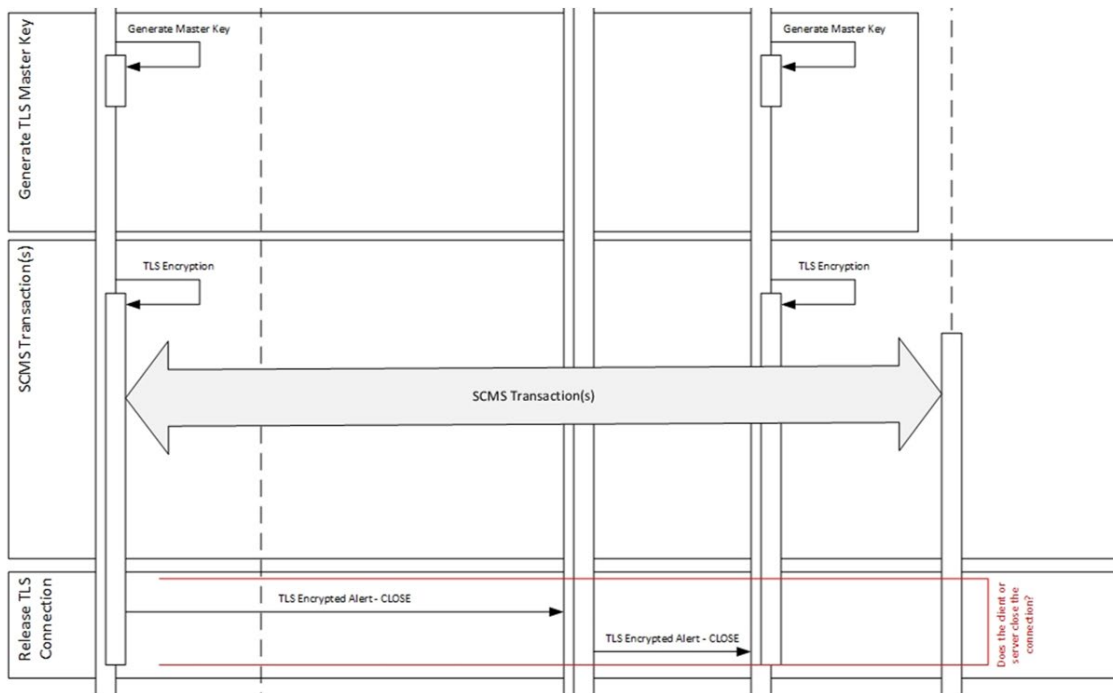 Generate TLS Master Key
Generate Master Key
Generate Master Key
SCMS Transaction(s)
TLS Encryption
TLS Encryption
SCMS Transaction(s)
Release TLS
Connection
TLS Encrypted Alert - CLOSE
TLS Encrypted Alert - CLOSE
Does the client or
server close the
connection?